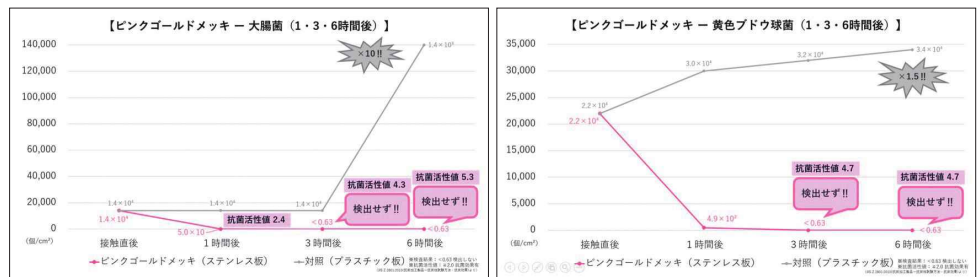 【ピンクゴールドメッキ ー 大腸菌（1・3・6時間後）】
140,000
120,000
100,000
80,000
60,000
40,000
20,000
0
(個/cm²)
×10‼
1.4×10⁵
1.4×10⁴
1.4×10⁴
1.4×10⁴
1.4×10⁴
5.0×10
抗菌活性値 2.4
抗菌活性値 4.3
検出せず‼
<0.63
抗菌活性値 5.3
検出せず‼
<0.63
接触直後
1時間後
3時間後
6時間後
ピンクゴールドメッキ（ステンレス板）
対照（プラスチック板）
【ピンクゴールドメッキ ー 黄色ブドウ球菌（1・3・6時間後）】
35,000
30,000
25,000
20,000
15,000
10,000
5,000
0
(個/cm²)
2.2×10⁴
2.2×10⁴
3.0×10⁴
3.2×10⁴
3.4×10⁴
×1.5‼
4.9×10²
抗菌活性値 4.7
検出せず‼
<0.63
抗菌活性値 4.7
検出せず‼
<0.63
接触直後
1時間後
3時間後
6時間後
ピンクゴールドメッキ（ステンレス板）
対照（プラスチック板）